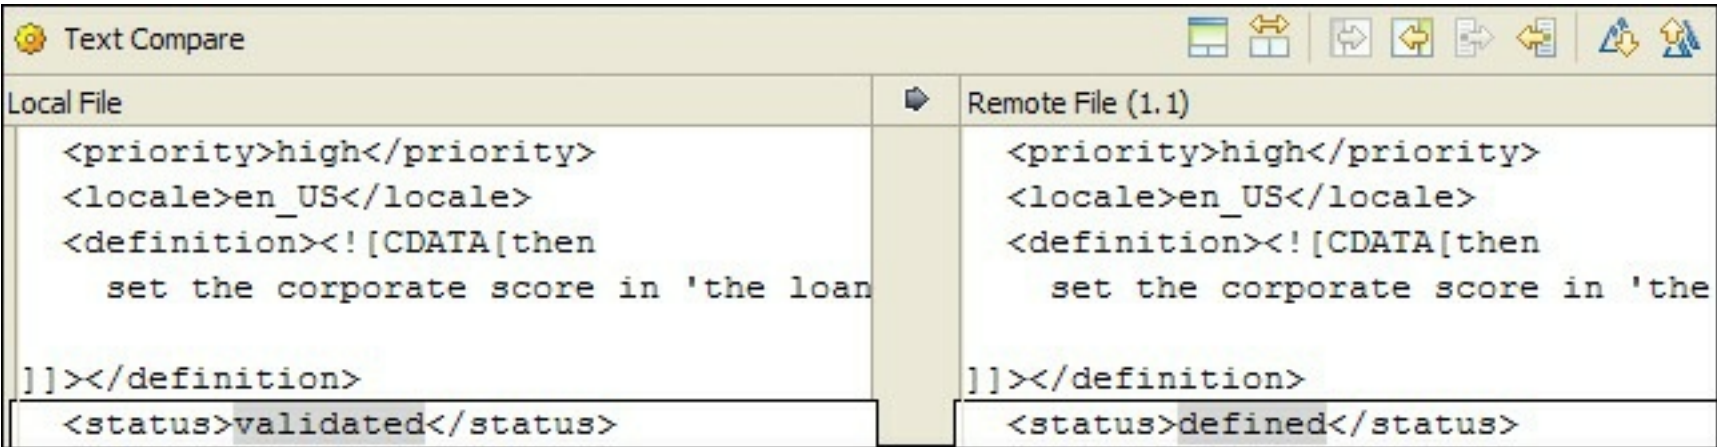 Text Compare
Local File
Remote File (1.1)
<priority>high</priority>
<locale>en_US</locale>
<definition><![CDATA[then
set the corporate score in 'the loan
]]></definition>
<status>validated</status>
<priority>high</priority>
<locale>en_US</locale>
<definition><![CDATA[then
set the corporate score in 'the
]]></definition>
<status>defined</status>